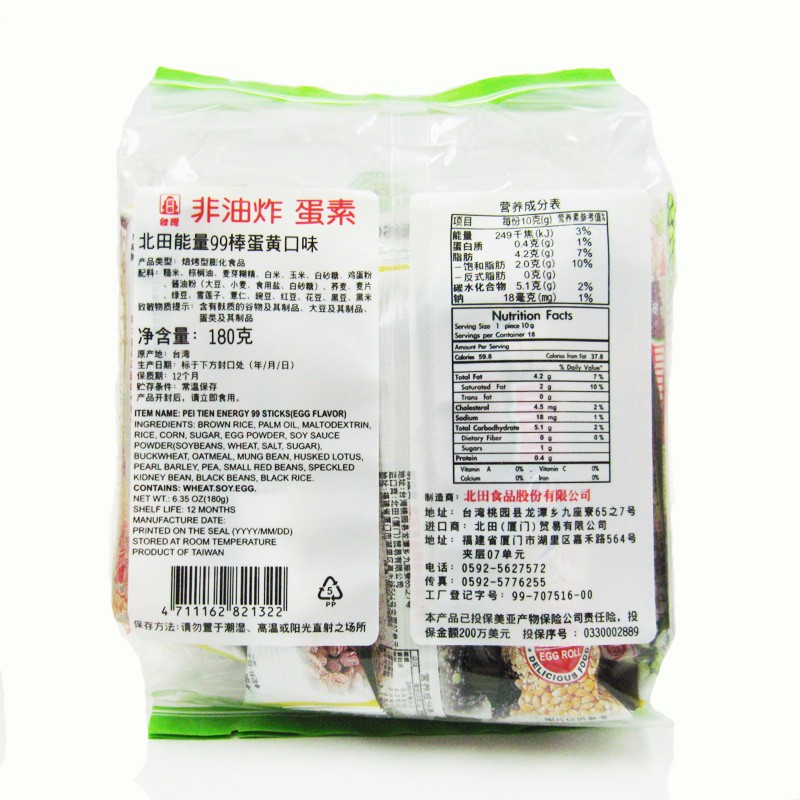 台灣
非油炸 蛋素
北田能量99棒蛋黄口味
产品类型：焙烤型膨化食品
配料：糙米、棕榈油、麦芽糊精、白米、玉米、白砂糖、鸡蛋粉
、酱油粉（大豆、小麦、食用盐、白砂糖）、荞麦、麦片
、绿豆、雪莲子、薏仁、豌豆、红豆、花豆、黑豆、黑米
致敏物质提示：含有麸质的谷物及其制品、大豆及其制品、
蛋类及其制品
净含量：180克
原产地：台湾
生产日期：标于下方封口处（年/月/日）
保质期：12个月
贮存条件：常温保存
产品开封后，请立即食用。
ITEM NAME: PEI TIEN ENERGY 99 STICKS(EGG FLAVOR)
INGREDIENTS: BROWN RICE, PALM OIL, MALTODEXTRIN,
RICE, CORN, SUGAR, EGG POWDER, SOY SAUCE
POWDER(SOYBEANS, WHEAT, SALT, SUGAR),
BUCKWHEAT, OATMEAL, MUNG BEAN, HUSKED LOTUS,
PEARL BARLEY, PEA, SMALL RED BEANS, SPECKLED
KIDNEY BEAN, BLACK BEANS, BLACK RICE.
CONTAINS: WHEAT.SOY.EGG.
NET WT: 6.35 OZ(180g)
SHELF LIFE: 12 MONTHS
MANUFACTURE DATE:
PRINTED ON THE SEAL (YYYY/MM/DD)
STORED AT ROOM TEMPERATURE
PRODUCT OF TAIWAN
4 711162 821322
5
PP
保存方法：请勿置于潮湿、高温或阳光直射之场所
营养成分表
项目 每份10克(g) 营养素参考值%
能量 249千焦(kJ) 3%
蛋白质 0.4克(g) 1%
脂肪 4.2克(g) 7%
—饱和脂肪 2.0克(g) 10%
—反式脂肪 0克(g)
碳水化合物 5.1克(g) 2%
钠 18毫克(mg) 1%
Nutrition Facts
Serving Size 1 piece 10g
Servings per Container 18
Amount Per Serving
Calories 59.8 Calories from Fat 37.8
% Daily Value*
Total Fat 4.2 g 7%
Saturated Fat 2 g 10%
Trans fat 0 g
Cholesterol 4.5 mg 2%
Sodium 18 mg 1%
Total Carbohydrate 5.1 g 2%
Dietary Fiber 0 g 0%
Sugars 1 g
Protein 0.4 g
Vitamin A 0% . Vitamin C 0%
Calcium 0% . Iron 0%
制造商：北田食品股份有限公司
地址：台湾桃园县龙潭乡九座寮65之7号
进口商：北田（厦门）贸易有限公司
地址：福建省厦门市湖里区嘉禾路564号
夹层07单元
电话：0592-5627572
传真：0592-5776255
工厂登记字号：99-707516-00
本产品已投保美亚产物保险公司责任险，投
保金额200万美元 投保序号：0330002889
EGG ROLL
DELICIOUS FOOD